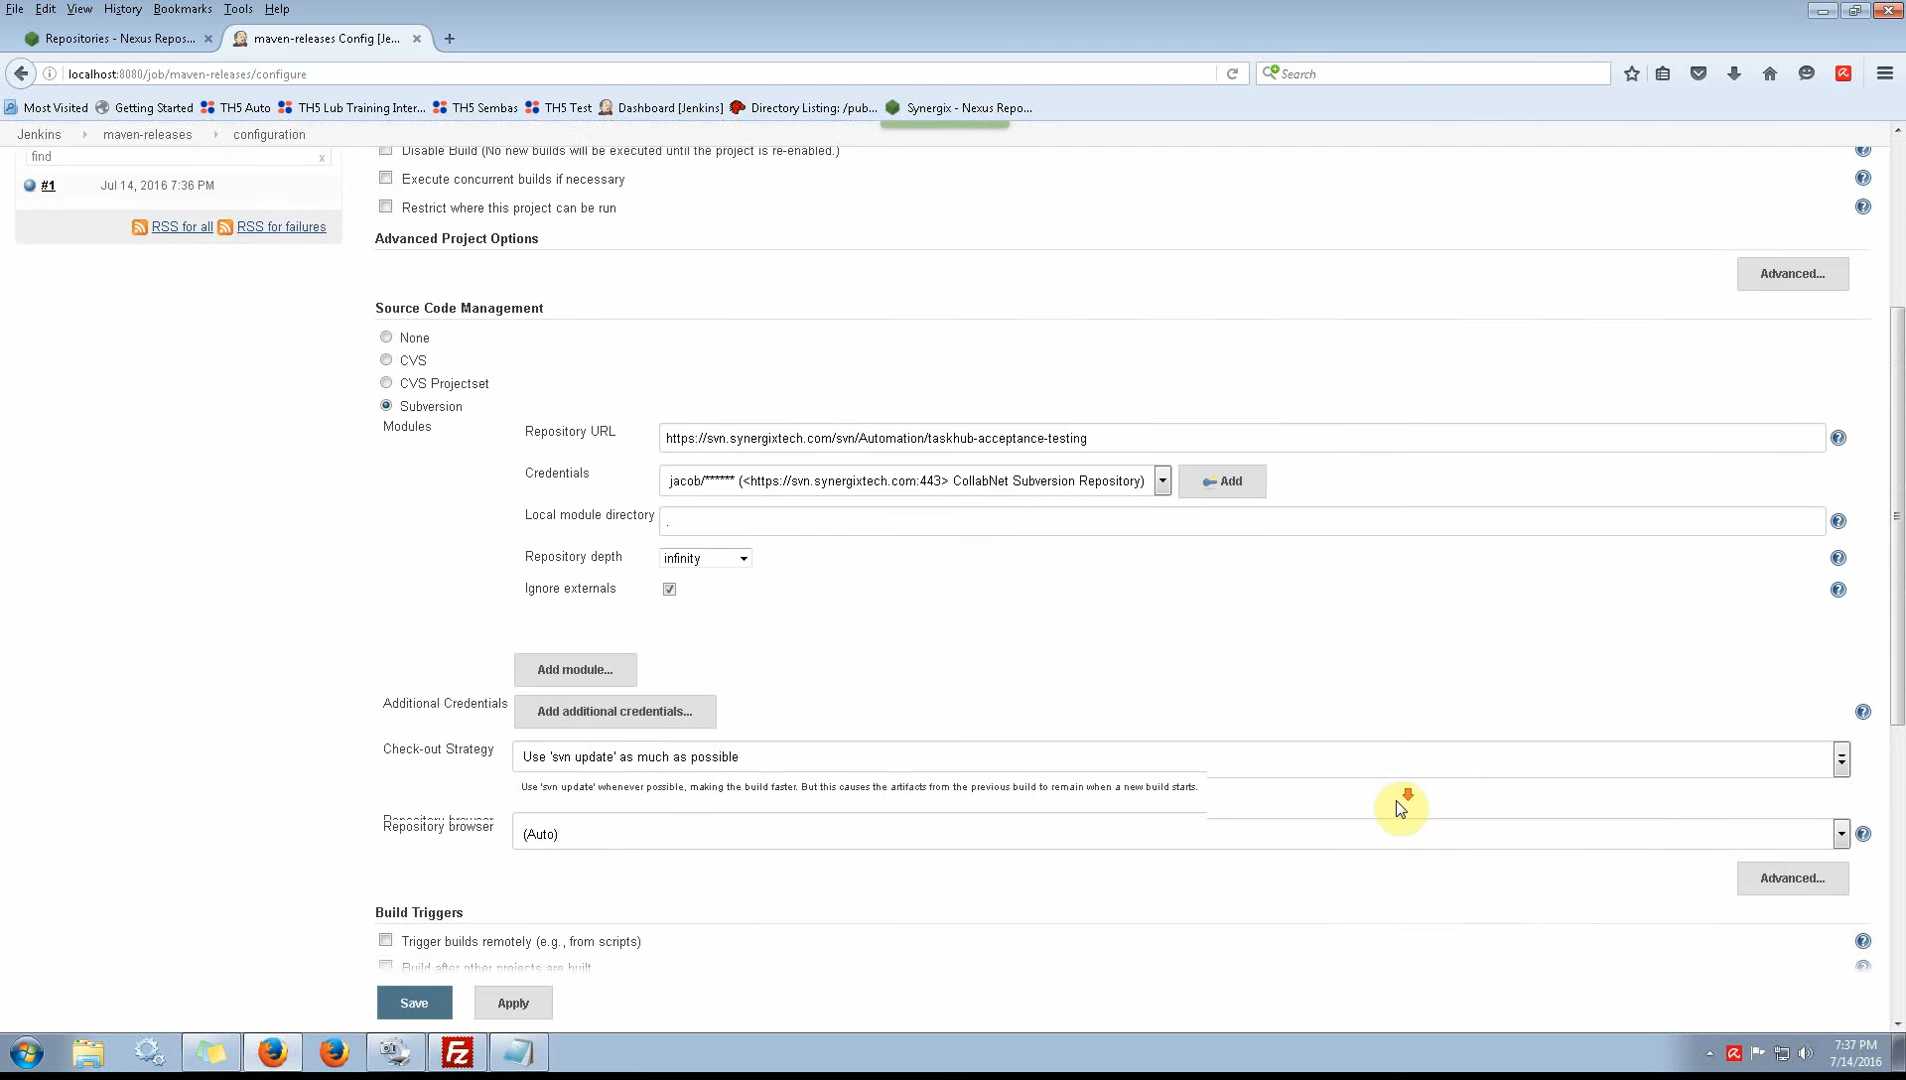 File Edit View History Bookmarks Tools Help
Repositories - Nexus Repos... × maven-releases Config [Je... × +
localhost:8080/job/maven-releases/configure Search
Most Visited Getting Started TH5 Auto TH5 Lub Training Inter... TH5 Sembas TH5 Test Dashboard [Jenkins] Directory Listing: /pub... Synergix - Nexus Repo...
Jenkins maven-releases configuration
find x
#1 Jul 14, 2016 7:36 PM
RSS for all RSS for failures
Disable Build (No new builds will be executed until the project is re-enabled.)
Execute concurrent builds if necessary
Restrict where this project can be run
Advanced Project Options
Advanced...
Source Code Management
None
CVS
CVS Projectset
Subversion
Modules
Repository URL https://svn.synergixtech.com/svn/Automation/taskhub-acceptance-testing
Credentials jacob/****** (<https://svn.synergixtech.com:443> CollabNet Subversion Repository) Add
Local module directory .
Repository depth infinity
Ignore externals
Add module...
Additional Credentials Add additional credentials...
Check-out Strategy Use 'svn update' as much as possible
Use 'svn update' whenever possible, making the build faster. But this causes the artifacts from the previous build to remain when a new build starts.
Repository browser (Auto)
Advanced...
Build Triggers
Trigger builds remotely (e.g., from scripts)
Build after other projects are built
Save Apply
7:37 PM
7/14/2016